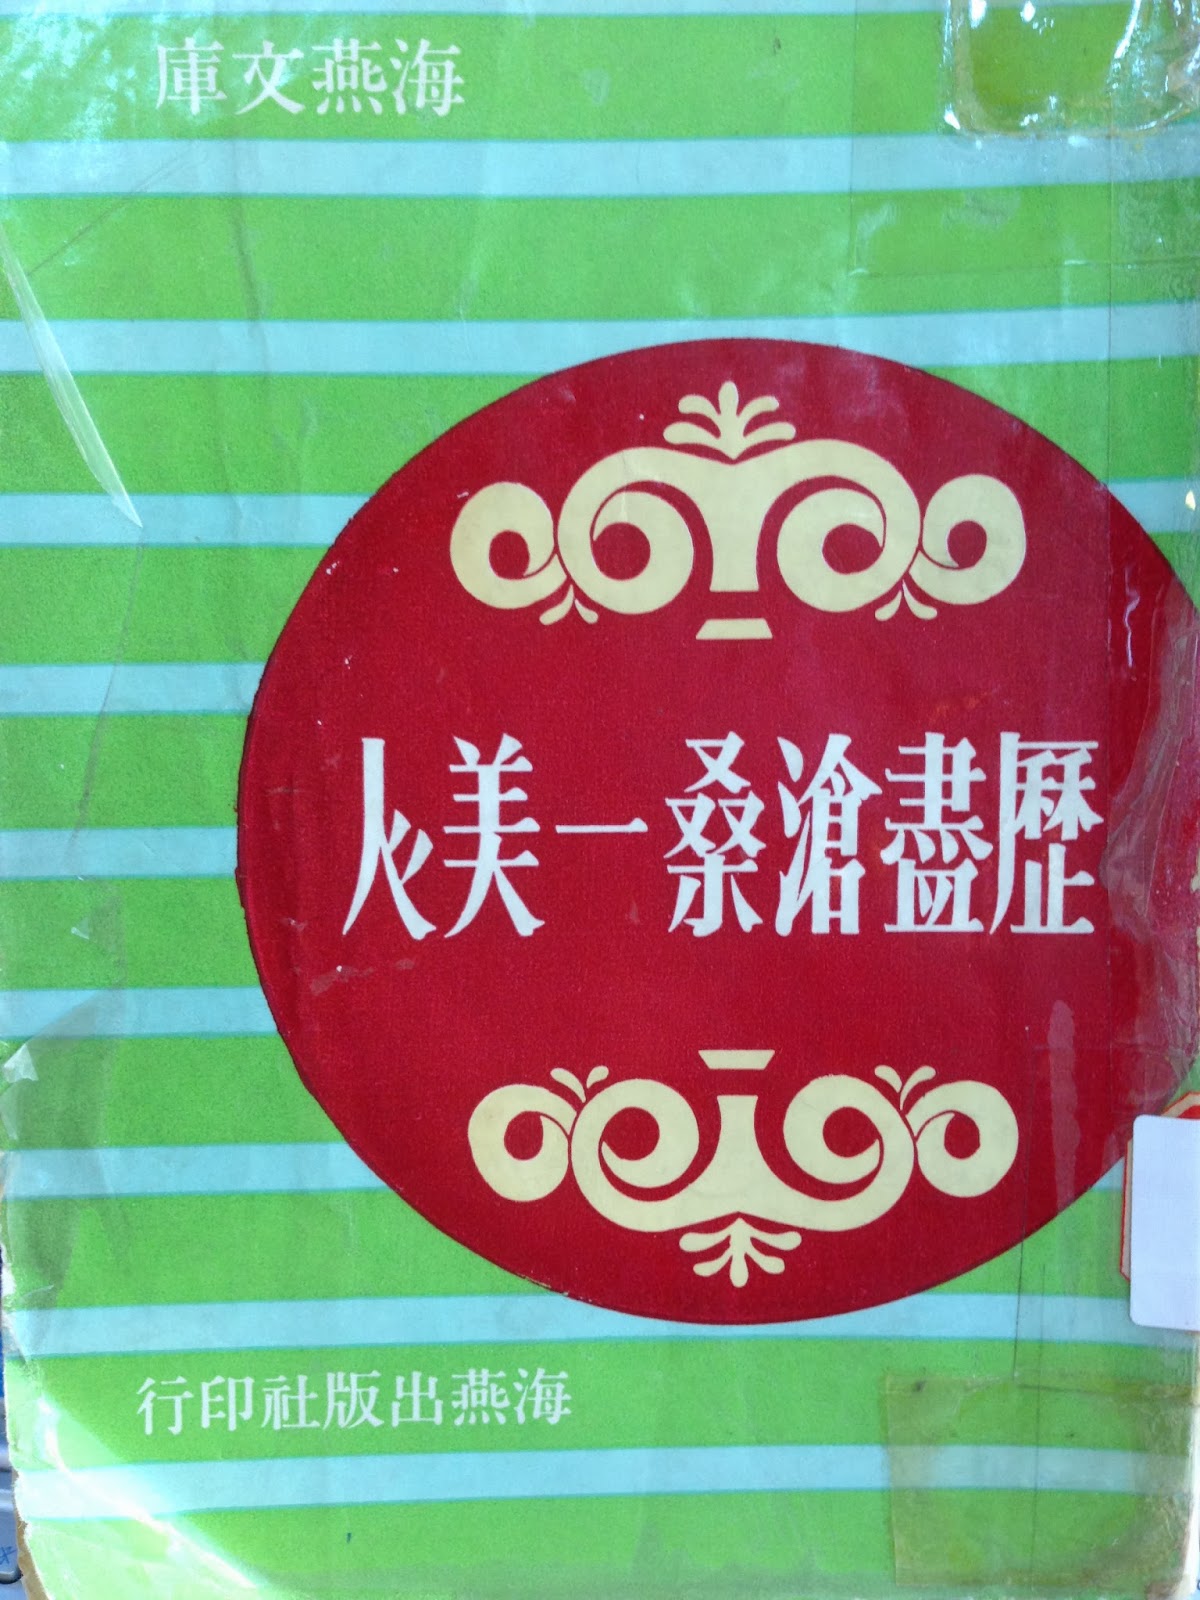 海燕文庫
歷盡滄桑一美人
海燕出版社印行